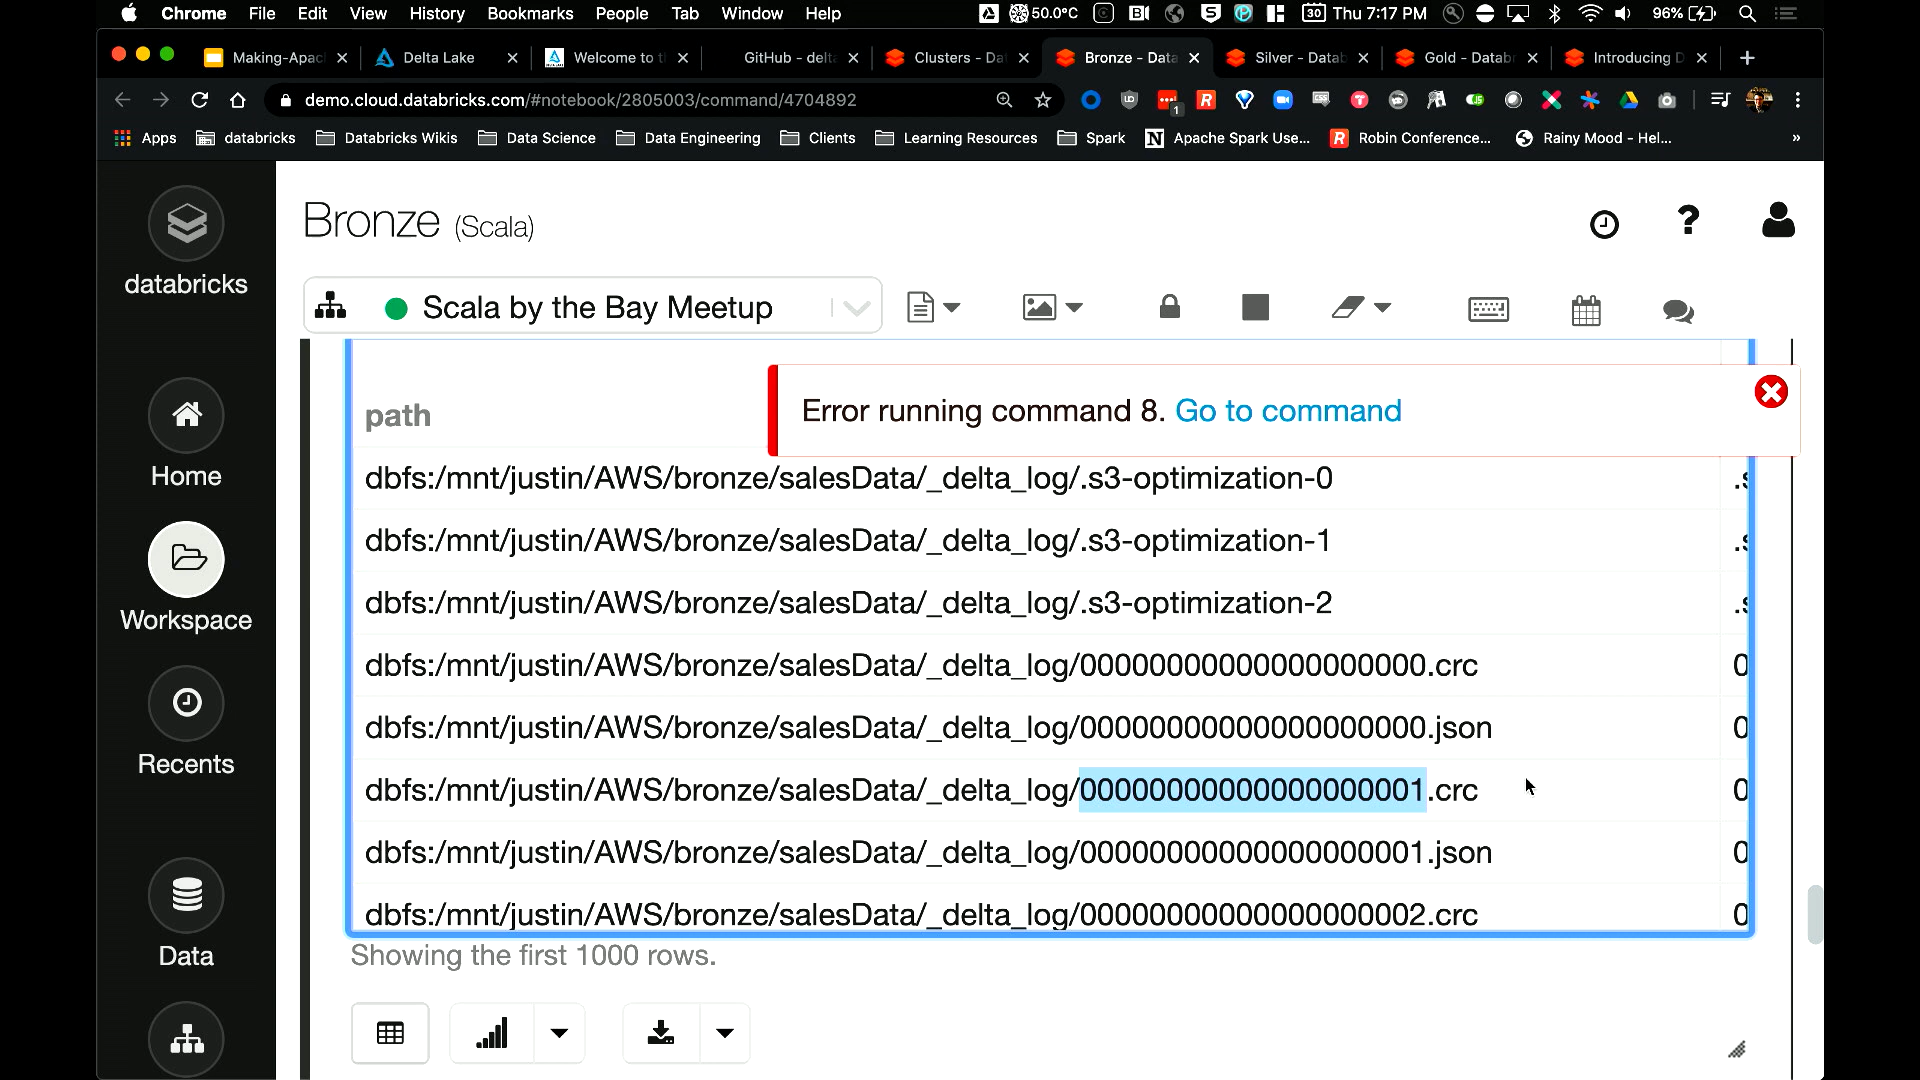 Chrome File Edit View History Bookmarks People Tab Window Help 50.0°C 30 Thu 7:17 PM 96%
Making-Apac Delta Lake Welcome to t GitHub - delt Clusters - Da Bronze - Data Silver - Datab Gold - Databr Introducing D
demo.cloud.databricks.com/#notebook/2805003/command/4704892
Apps databricks Databricks Wikis Data Science Data Engineering Clients Learning Resources Spark Apache Spark Use... Robin Conference... Rainy Mood - Hel... »
Bronze (Scala)
databricks
Scala by the Bay Meetup
Error running command 8. Go to command
path
dbfs:/mnt/justin/AWS/bronze/salesData/_delta_log/.s3-optimization-0
Home
dbfs:/mnt/justin/AWS/bronze/salesData/_delta_log/.s3-optimization-1
dbfs:/mnt/justin/AWS/bronze/salesData/_delta_log/.s3-optimization-2
Workspace
dbfs:/mnt/justin/AWS/bronze/salesData/_delta_log/00000000000000000000.crc
dbfs:/mnt/justin/AWS/bronze/salesData/_delta_log/00000000000000000000.json
Recents
dbfs:/mnt/justin/AWS/bronze/salesData/_delta_log/00000000000000000001.crc
dbfs:/mnt/justin/AWS/bronze/salesData/_delta_log/00000000000000000001.json
dbfs:/mnt/justin/AWS/bronze/salesData/_delta_log/00000000000000000002.crc
Data
Showing the first 1000 rows.